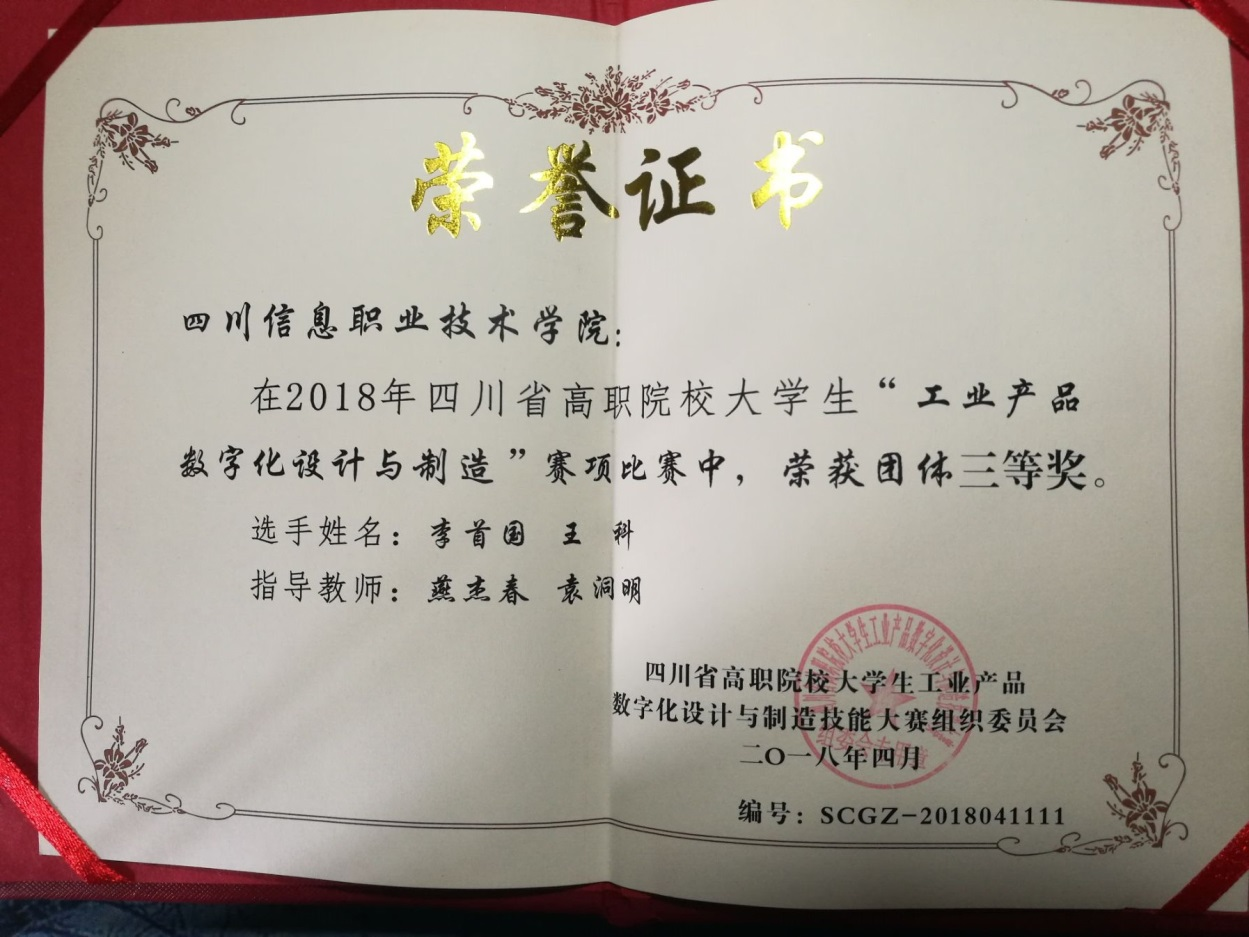 荣誉证书
四川信息职业技术学院:
在2018年四川省高职院校大学生“工业产品
数字化设计与制造”赛项比赛中，荣获团体三等奖。
选手姓名：李首国 王 科
指导教师：燕杰春 袁洞明
四川省高职院校大学生工业产品
数字化设计与制造技能大赛组织委员会
二〇一八年四月
编号：SCGZ-2018041111